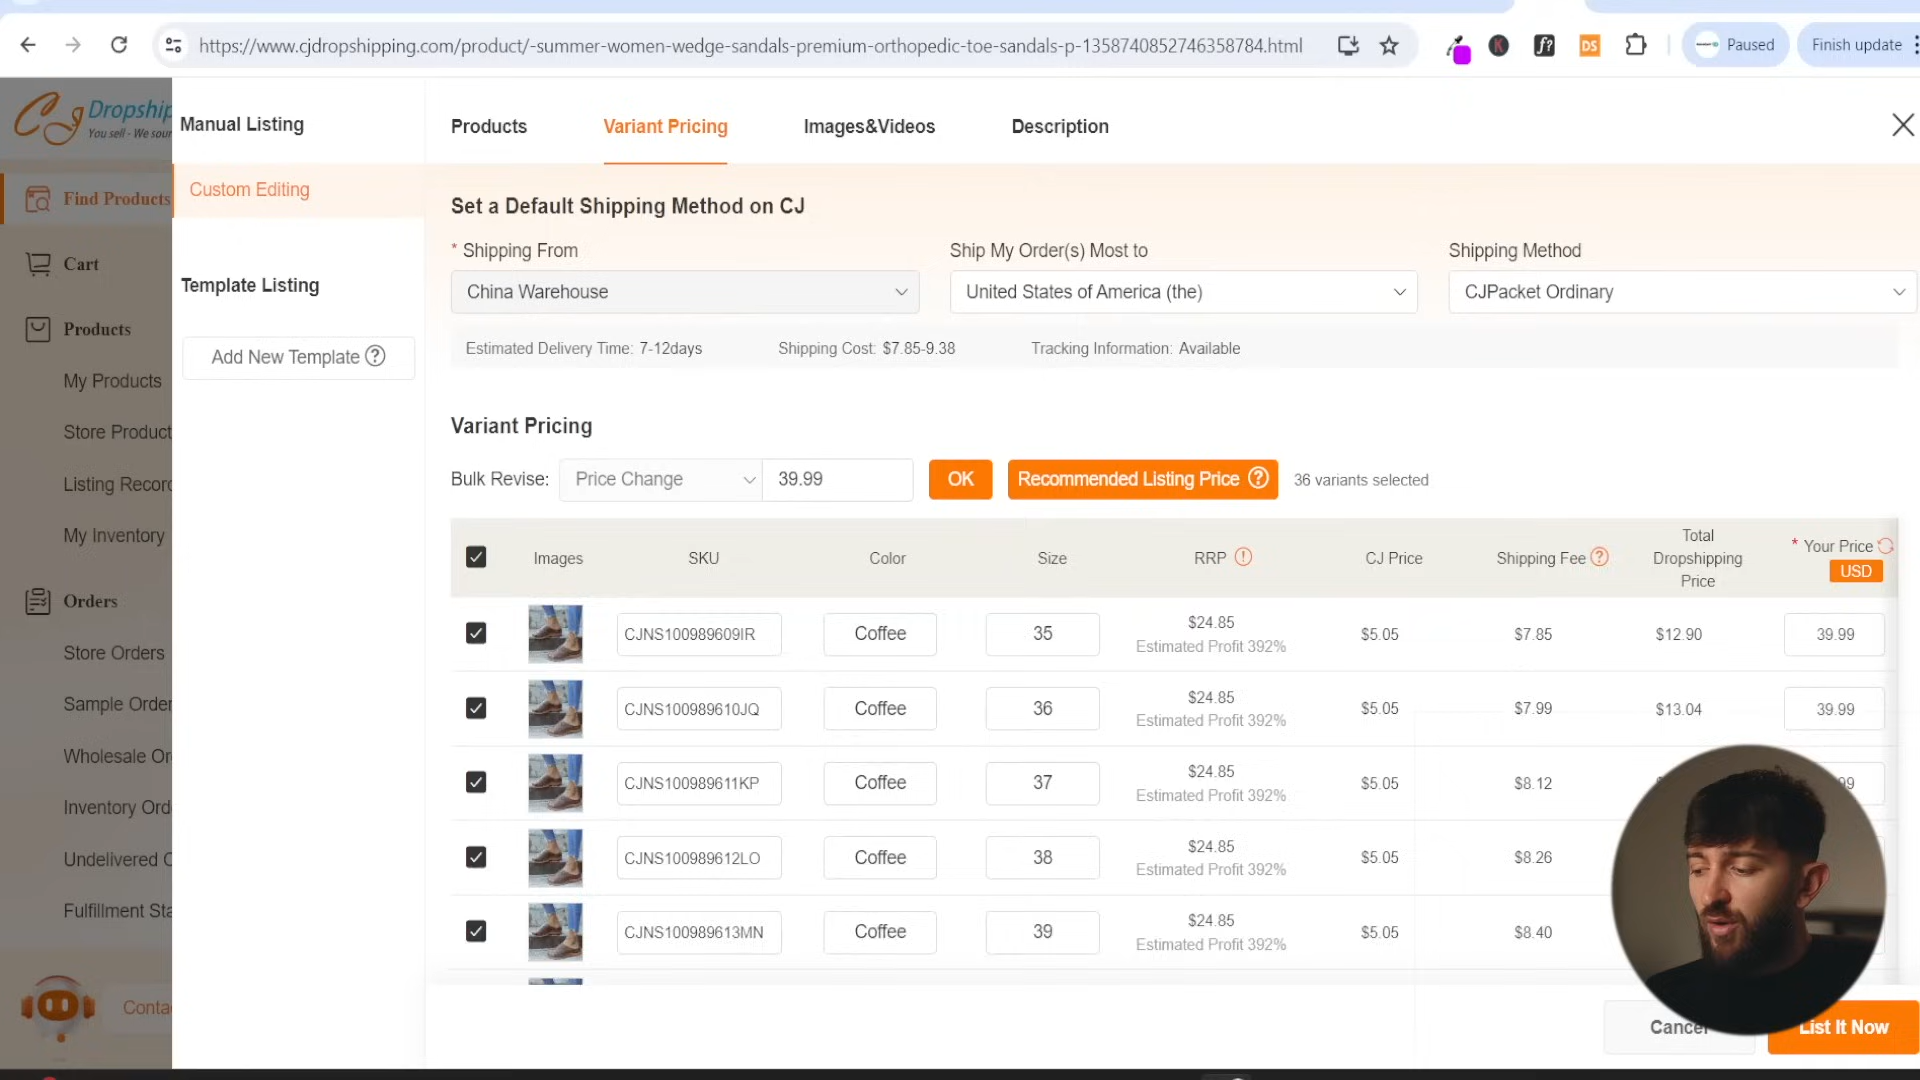 https://www.cjdropshipping.com/product/-summer-women-wedge-sandals-premium-orthopedic-toe-sandals-p-1358740852746358784.html
K
f?
DS
Paused
Finish update
CJ Dropship
You sell - We sour
Find Products
Cart
Products
My Products
Store Product
Listing Record
My Inventory
Orders
Store Orders
Sample Order
Wholesale Or
Inventory Ord
Undelivered O
Fulfillment Sta
Contac
Manual Listing
Custom Editing
Template Listing
Add New Template ?
Products
Variant Pricing
Images&Videos
Description
Set a Default Shipping Method on CJ
* Shipping From
Ship My Order(s) Most to
Shipping Method
China Warehouse
United States of America (the)
CJPacket Ordinary
Estimated Delivery Time: 7-12days
Shipping Cost: $7.85-9.38
Tracking Information: Available
Variant Pricing
Bulk Revise: Price Change 39.99 OK Recommended Listing Price ? 36 variants selected
Images SKU Color Size RRP ! CJ Price Shipping Fee ? Total Dropshipping Price * Your Price USD
CJNS100989609IR Coffee 35 $24.85 Estimated Profit 392% $5.05 $7.85 $12.90 39.99
CJNS100989610JQ Coffee 36 $24.85 Estimated Profit 392% $5.05 $7.99 $13.04 39.99
CJNS100989611KP Coffee 37 $24.85 Estimated Profit 392% $5.05 $8.12 99
CJNS100989612LO Coffee 38 $24.85 Estimated Profit 392% $5.05 $8.26
CJNS100989613MN Coffee 39 $24.85 Estimated Profit 392% $5.05 $8.40
Cancel
List It Now